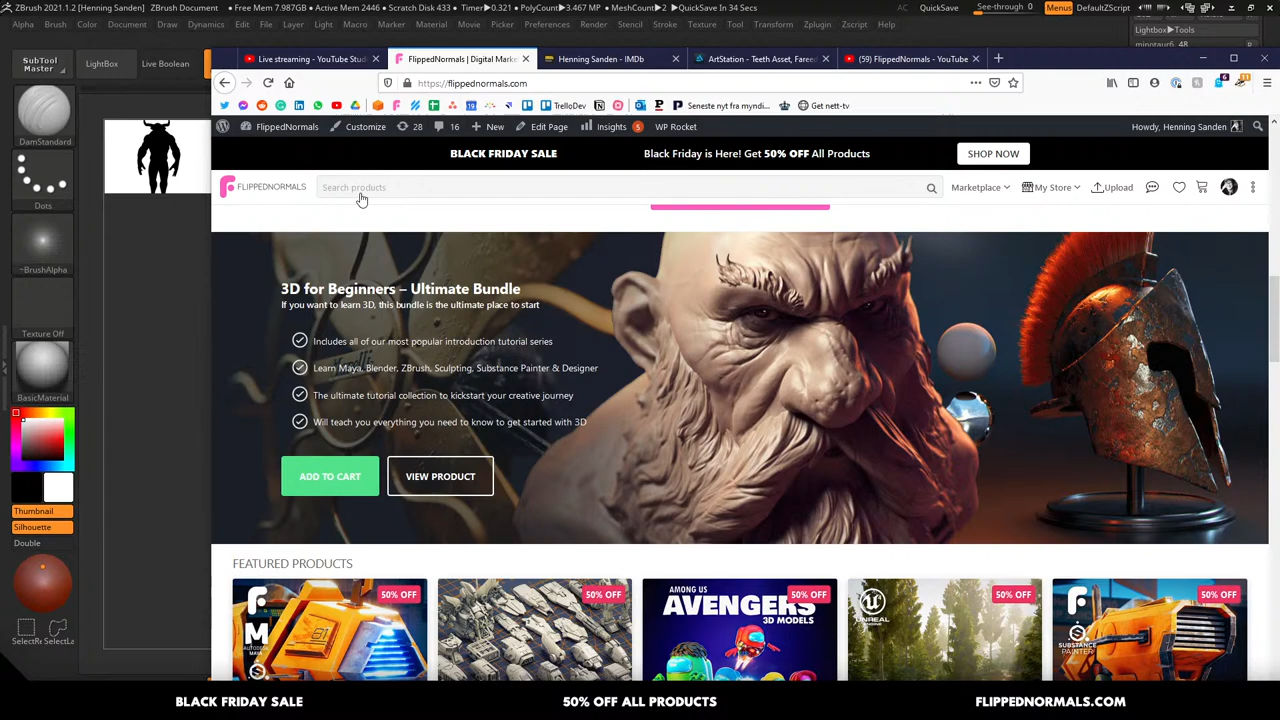 ZBrush 2021.1.2 [Henning Sanden] ZBrush Document • Free Mem 7.987GB • Active Mem 2446 • Scratch Disk 433 • Timer▶0.321 • PolyCount▶3.467 MP • MeshCount▶2 QuickSave In 34 Secs AC QuickSave See-through 0 Menus DefaultZScript
Alpha Brush Color Document Draw Dynamics Edit File Layer Light Macro Marker Material Movie Picker Preferences Render Stencil Stroke Texture Tool Transform Zplugin Zscript Help
Lightbox▶Tools
minotaur6. 48
SubTool
Master
LightBox
Live Boolean
DamStandard
Dots
~BrushAlpha
Texture Off
BasicMaterial
Thumbnail
Silhouette
Double
SelectRe
SelectLa
Live streaming - YouTube Stud
FlippedNormals | Digital Marke
Henning Sanden - IMDb
ArtStation - Teeth Asset, Fareed
(59) FlippedNormals - YouTube
https://flippednormals.com
TrelloDev
Seneste nyt fra myndi...
Get nett-tv
FlippedNormals Customize 28 16 New Edit Page Insights 5 WP Rocket Howdy, Henning Sanden
BLACK FRIDAY SALE Black Friday is Here! Get 50% OFF All Products SHOP NOW
FLIPPEDNORMALS Search products Marketplace My Store Upload
3D for Beginners – Ultimate Bundle
If you want to learn 3D, this bundle is the ultimate place to start
Includes all of our most popular introduction tutorial series
Learn Maya, Blender, ZBrush, Sculpting, Substance Painter & Designer
The ultimate tutorial collection to kickstart your creative journey
Will teach you everything you need to know to get started with 3D
ADD TO CART VIEW PRODUCT
FEATURED PRODUCTS
50% OFF
50% OFF
AMONG US
AVENGERS
3D MODELS
50% OFF
UNREAL
50% OFF
SUBSTANCE
PAINTER
50% OFF
BLACK FRIDAY SALE 50% OFF ALL PRODUCTS FLIPPEDNORMALS.COM